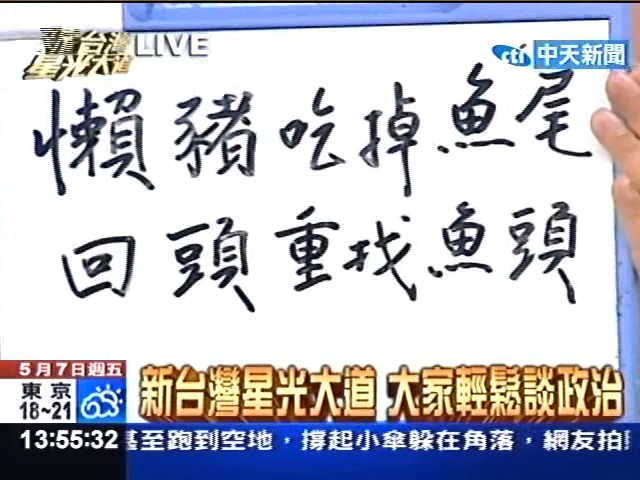 新台灣
星光大道
LIVE
cti 中天新聞
懶豬吃掉魚尾
回頭重找魚頭
5月7日週五
東京
18~21
新台灣星光大道 大家輕鬆談政治
13:55:32 甚至跑到空地，撐起小傘躲在角落，網友拍